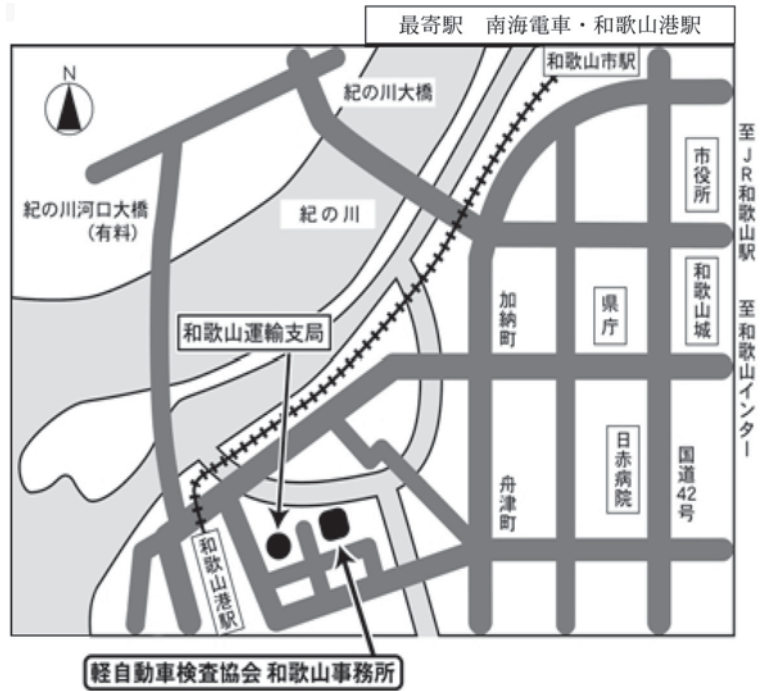 最寄駅　南海電車・和歌山港駅
N
和歌山市駅
紀の川大橋
至JR和歌山駅
市役所
紀の川河口大橋
(有料)
紀の川
和歌山城
加納町
県庁
至和歌山インター
和歌山運輸支局
日赤病院
国道42号
舟津町
和歌山港駅
軽自動車検査協会 和歌山事務所